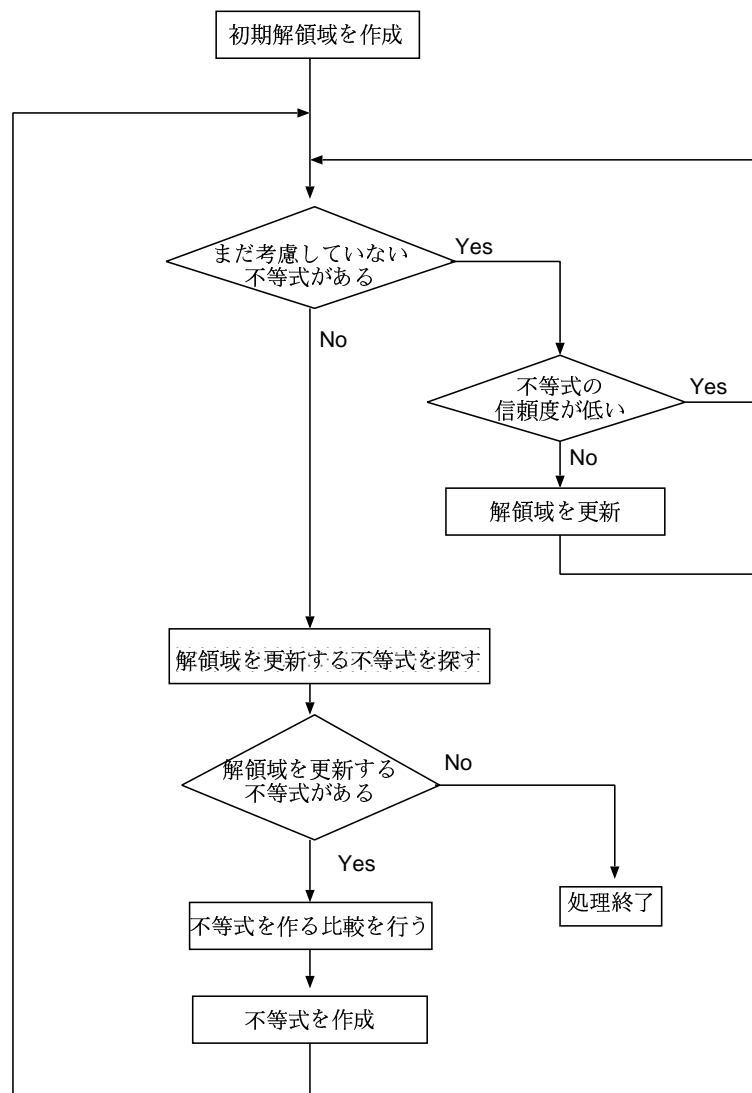 初期解領域を作成
まだ考慮していない
不等式がある
Yes
No
不等式の
信頼度が低い
Yes
No
解領域を更新
解領域を更新する不等式を探す
解領域を更新する
不等式がある
No
Yes
処理終了
不等式を作る比較を行う
不等式を作成